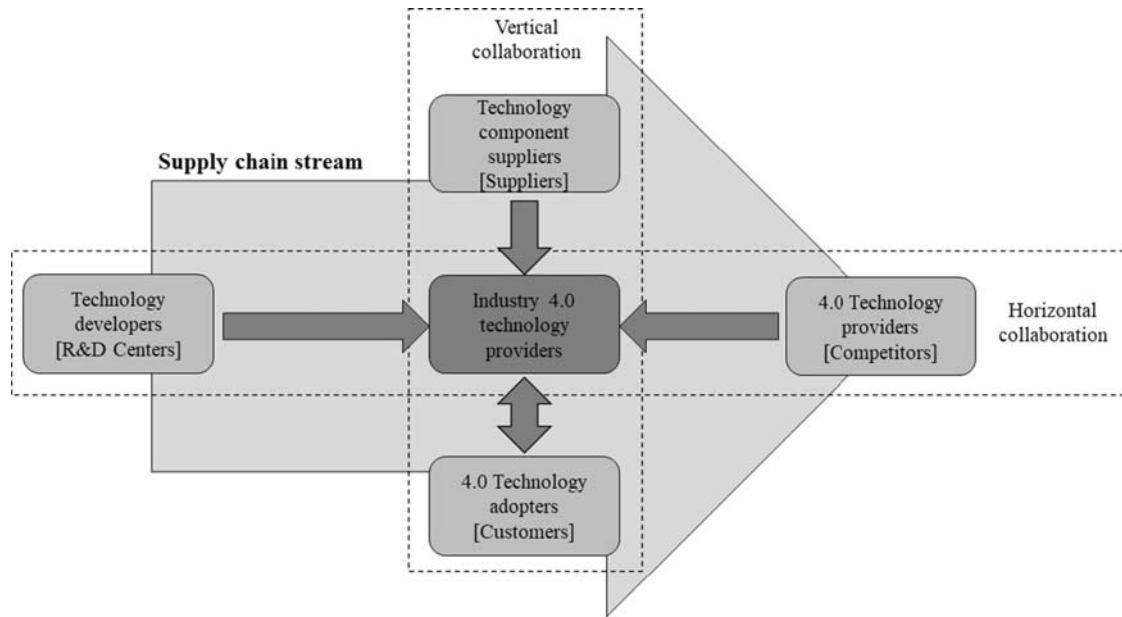 Vertical
collaboration
Technology
component
suppliers
[Suppliers]
Supply chain stream
Technology
developers
[R&D Centers]
Industry 4.0
technology
providers
4.0 Technology
providers
[Competitors]
Horizontal
collaboration
4.0 Technology
adopters
[Customers]